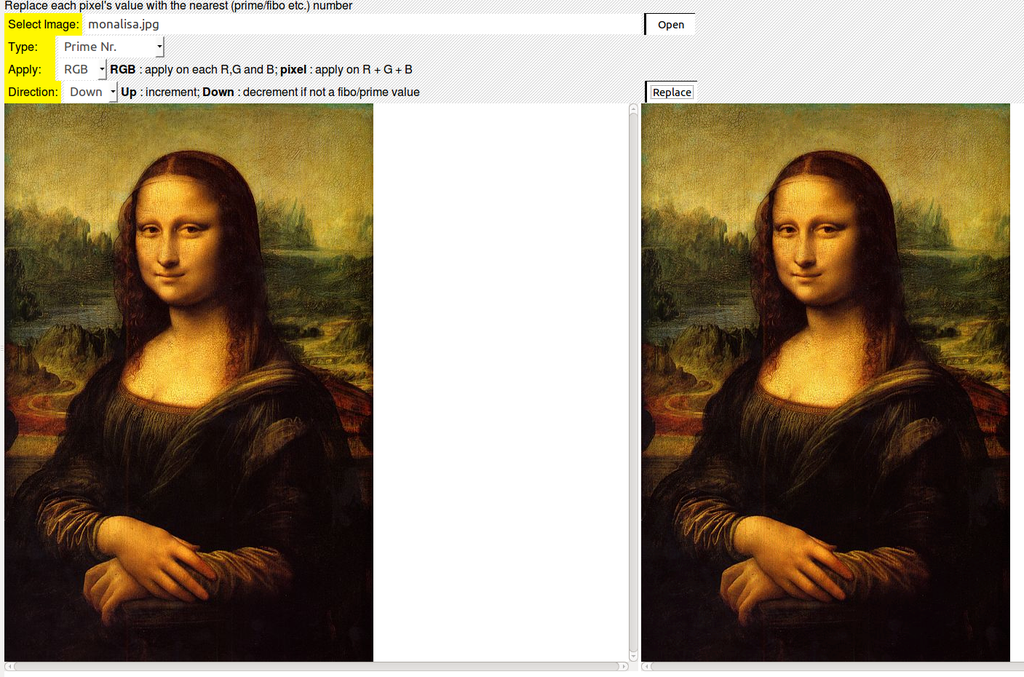 Replace each pixel's value with the nearest (prime/fibo etc.) number
Select Image: monalisa.jpg Open
Type: Prime Nr.
Apply: RGB RGB : apply on each R,G and B; pixel : apply on R + G + B
Direction: Down Up : increment; Down : decrement if not a fibo/prime value Replace